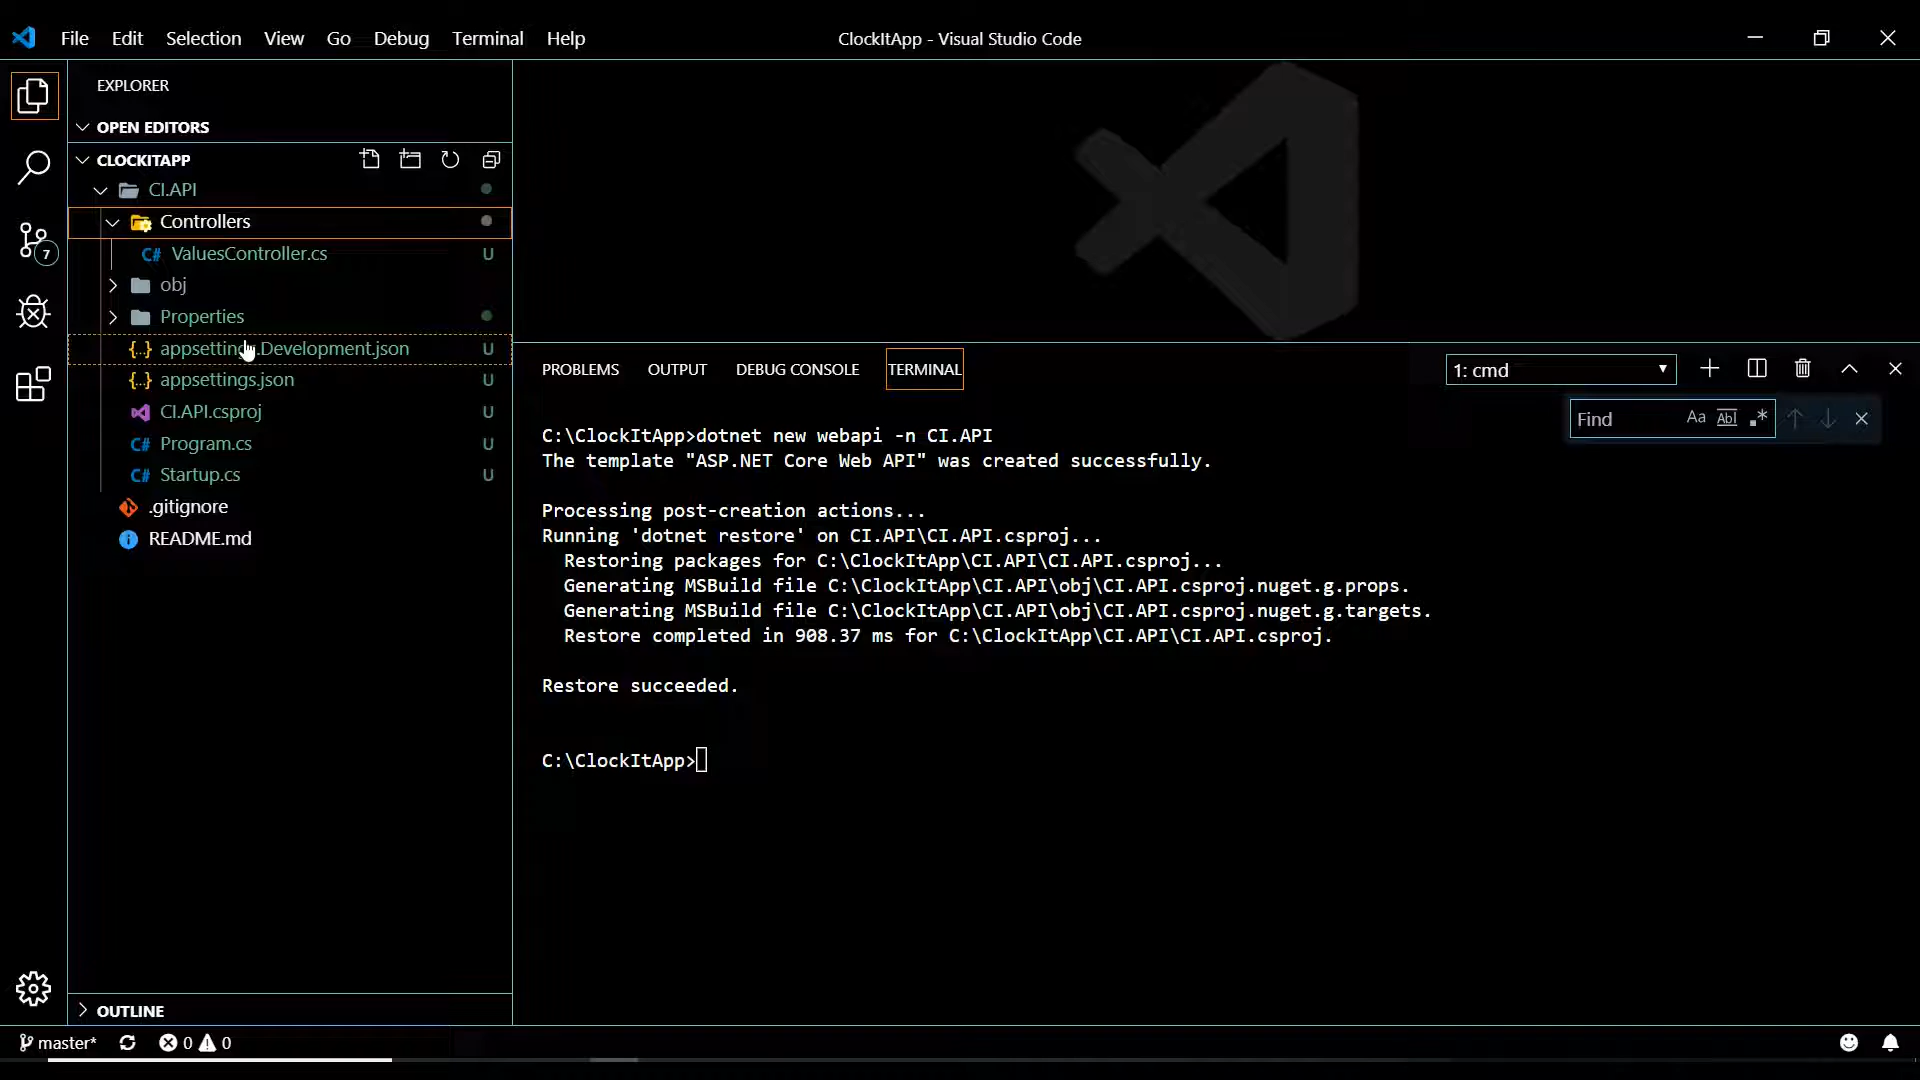 File Edit Selection View Go Debug Terminal Help
ClockItApp - Visual Studio Code
EXPLORER
OPEN EDITORS
CLOCKITAPP
CI.API
Controllers
ValuesController.cs U
obj
Properties
appsettings.Development.json U
appsettings.json U
CI.API.csproj U
Program.cs U
Startup.cs U
.gitignore
README.md
OUTLINE
7
PROBLEMS OUTPUT DEBUG CONSOLE TERMINAL
1: cmd
Find Aa Abl .*
C:\ClockItApp>dotnet new webapi -n CI.API
The template "ASP.NET Core Web API" was created successfully.
Processing post-creation actions...
Running 'dotnet restore' on CI.API\CI.API.csproj...
Restoring packages for C:\ClockItApp\CI.API\CI.API.csproj...
Generating MSBuild file C:\ClockItApp\CI.API\obj\CI.API.csproj.nuget.g.props.
Generating MSBuild file C:\ClockItApp\CI.API\obj\CI.API.csproj.nuget.g.targets.
Restore completed in 908.37 ms for C:\ClockItApp\CI.API\CI.API.csproj.
Restore succeeded.
C:\ClockItApp>
master* 0 0